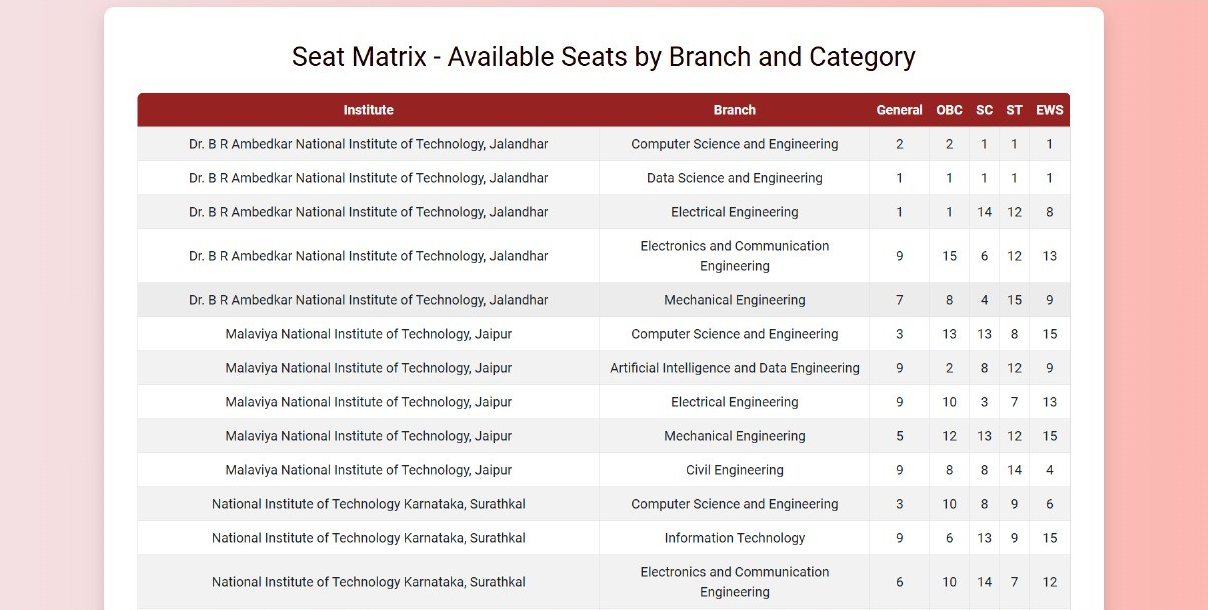 Seat Matrix - Available Seats by Branch and Category
Institute Branch General OBC SC ST EWS
Dr. B R Ambedkar National Institute of Technology, Jalandhar Computer Science and Engineering 2 2 1 1 1
Dr. B R Ambedkar National Institute of Technology, Jalandhar Data Science and Engineering 1 1 1 1 1
Dr. B R Ambedkar National Institute of Technology, Jalandhar Electrical Engineering 1 1 14 12 8
Dr. B R Ambedkar National Institute of Technology, Jalandhar Electronics and Communication
Engineering 9 15 6 12 13
Dr. B R Ambedkar National Institute of Technology, Jalandhar Mechanical Engineering 7 8 4 15 9
Malaviya National Institute of Technology, Jaipur Computer Science and Engineering 3 13 13 8 15
Malaviya National Institute of Technology, Jaipur Artificial Intelligence and Data Engineering 9 2 8 12 9
Malaviya National Institute of Technology, Jaipur Electrical Engineering 9 10 3 7 13
Malaviya National Institute of Technology, Jaipur Mechanical Engineering 5 12 13 12 15
Malaviya National Institute of Technology, Jaipur Civil Engineering 9 8 8 14 4
National Institute of Technology Karnataka, Surathkal Computer Science and Engineering 3 10 8 9 6
National Institute of Technology Karnataka, Surathkal Information Technology 9 6 13 9 15
National Institute of Technology Karnataka, Surathkal Electronics and Communication
Engineering 6 10 14 7 12